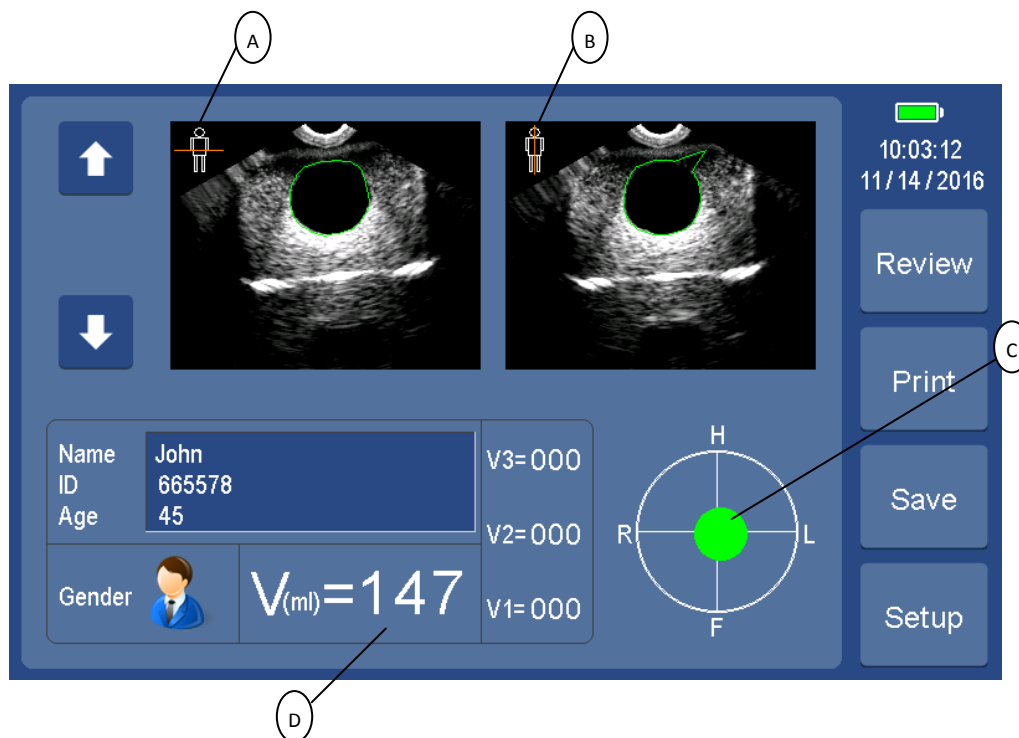 A
B
10:03:12
11/14/2016
Review
Print
C
Save
Setup
Name John
ID 665578
Age 45
Gender
V(ml)=147
V3=000
V2=000
V1=000
H
R
L
F
D